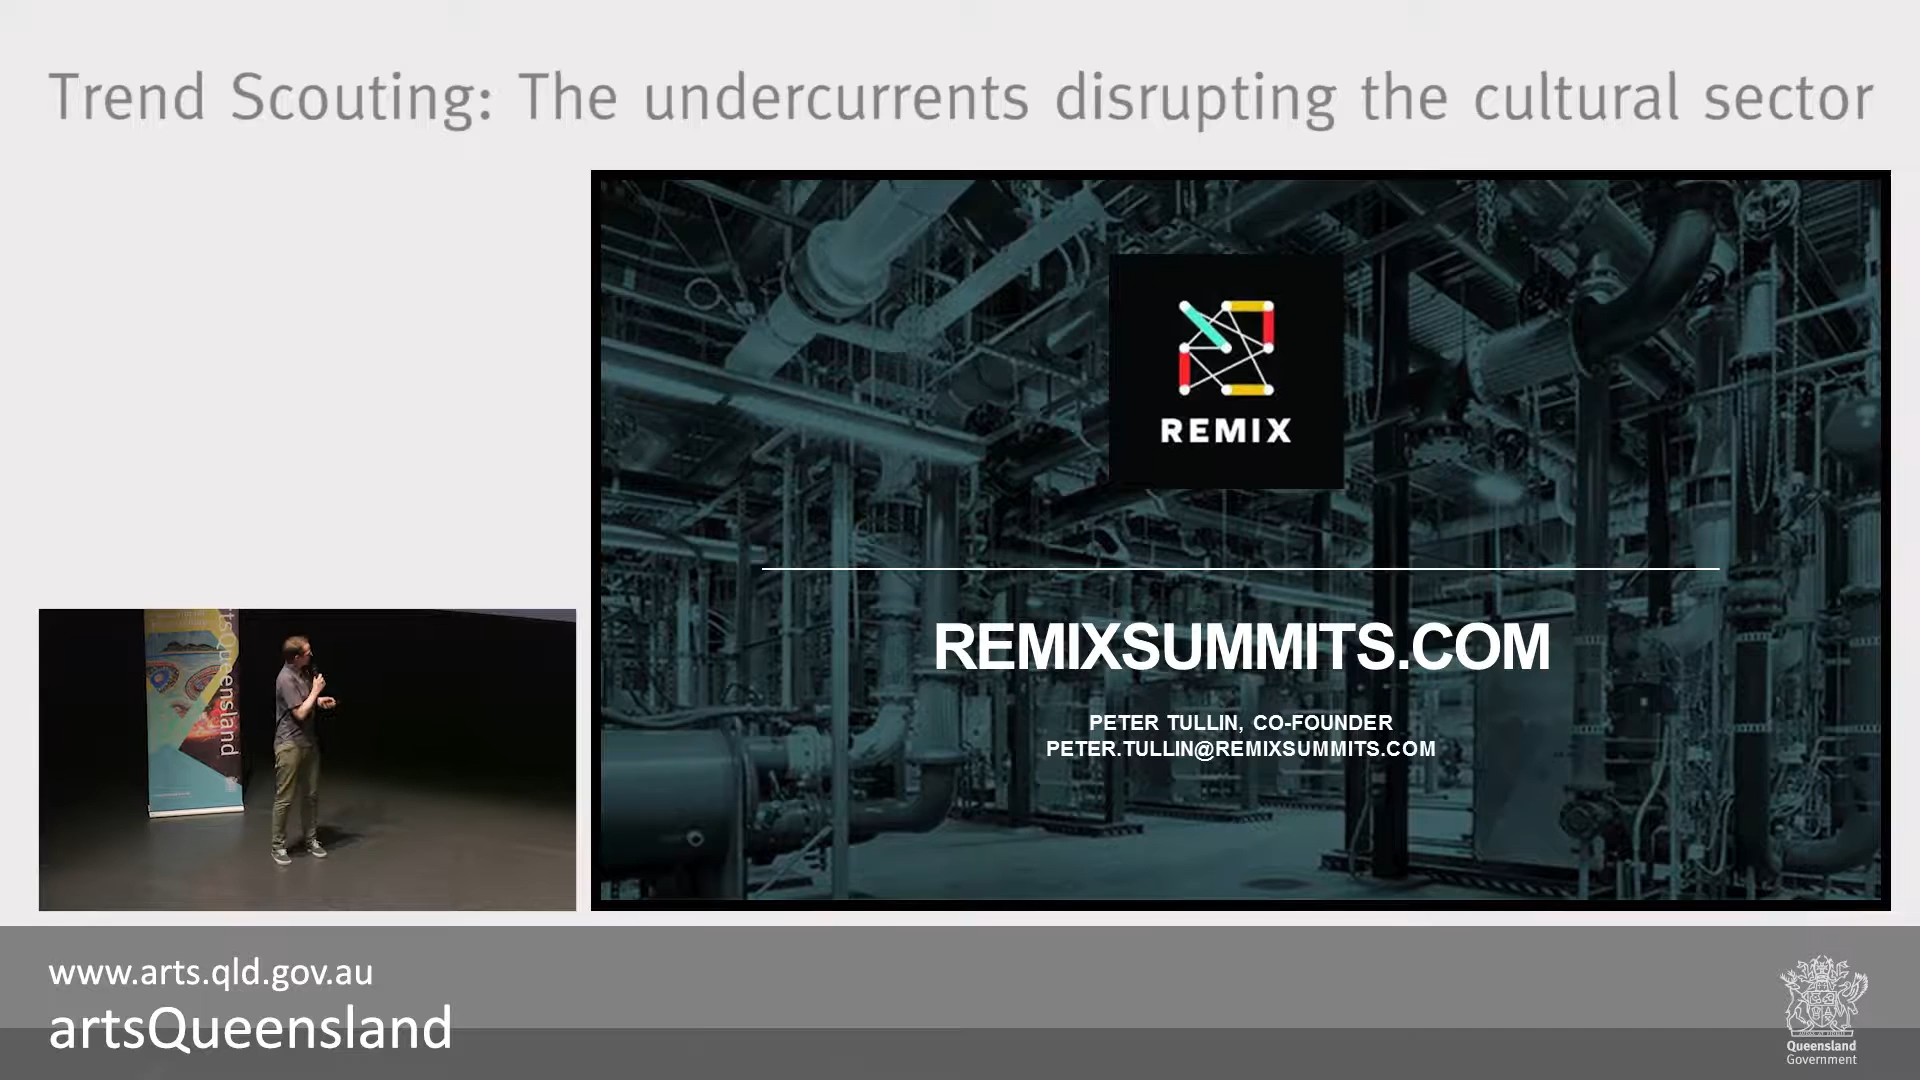 Trend Scouting: The undercurrents disrupting the cultural sector
REMIX
REMIXSUMMITS.COM
PETER TULLIN, CO-FOUNDER
PETER.TULLIN@REMIXSUMMITS.COM
artsQueensland
www.arts.qld.gov.au
artsQueensland
Queensland
Government